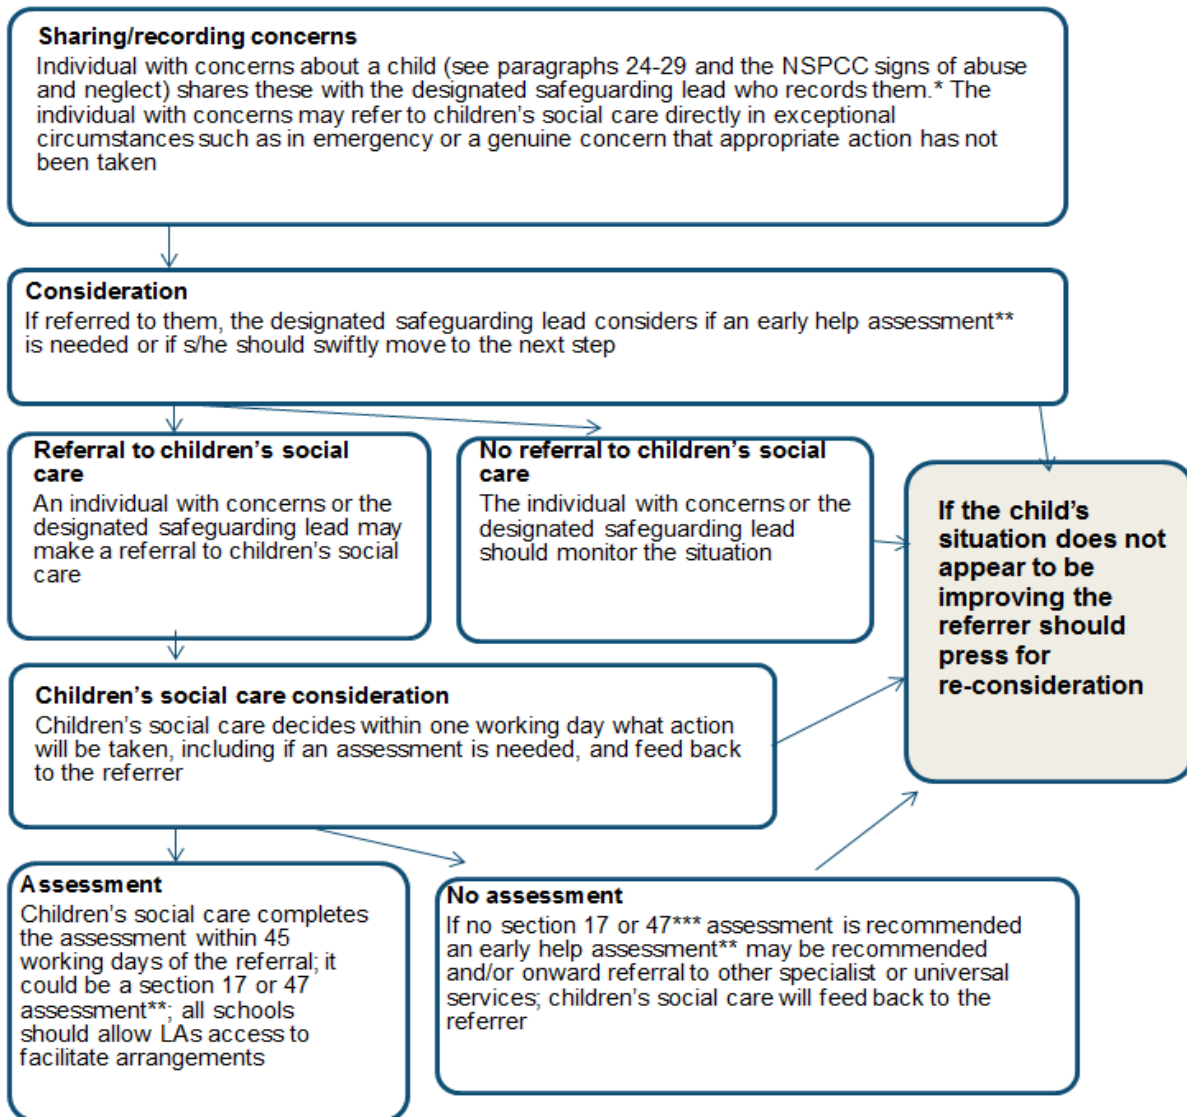 Sharing/recording concerns
Individual with concerns about a child (see paragraphs 24-29 and the NSPCC signs of abuse
and neglect) shares these with the designated safeguarding lead who records them.* The
individual with concerns may refer to children's social care directly in exceptional
circumstances such as in emergency or a genuine concern that appropriate action has not
been taken
Consideration
If referred to them, the designated safeguarding lead considers if an early help assessment**
is needed or if s/he should swiftly move to the next step
Referral to children's social
care
An individual with concerns or the
designated safeguarding lead may
make a referral to children's social
care
No referral to children's social
care
The individual with concerns or the
designated safeguarding lead
should monitor the situation
If the child's
situation does not
appear to be
improving the
referrer should
press for
re-consideration
Children's social care consideration
Children's social care decides within one working day what action
will be taken, including if an assessment is needed, and feed back
to the referrer
Assessment
Children's social care completes
the assessment within 45
working days of the referral; it
could be a section 17 or 47
assessment**; all schools
should allow LAs access to
facilitate arrangements
No assessment
If no section 17 or 47*** assessment is recommended
an early help assessment** may be recommended
and/or onward referral to other specialist or universal
services; children's social care will feed back to the
referrer